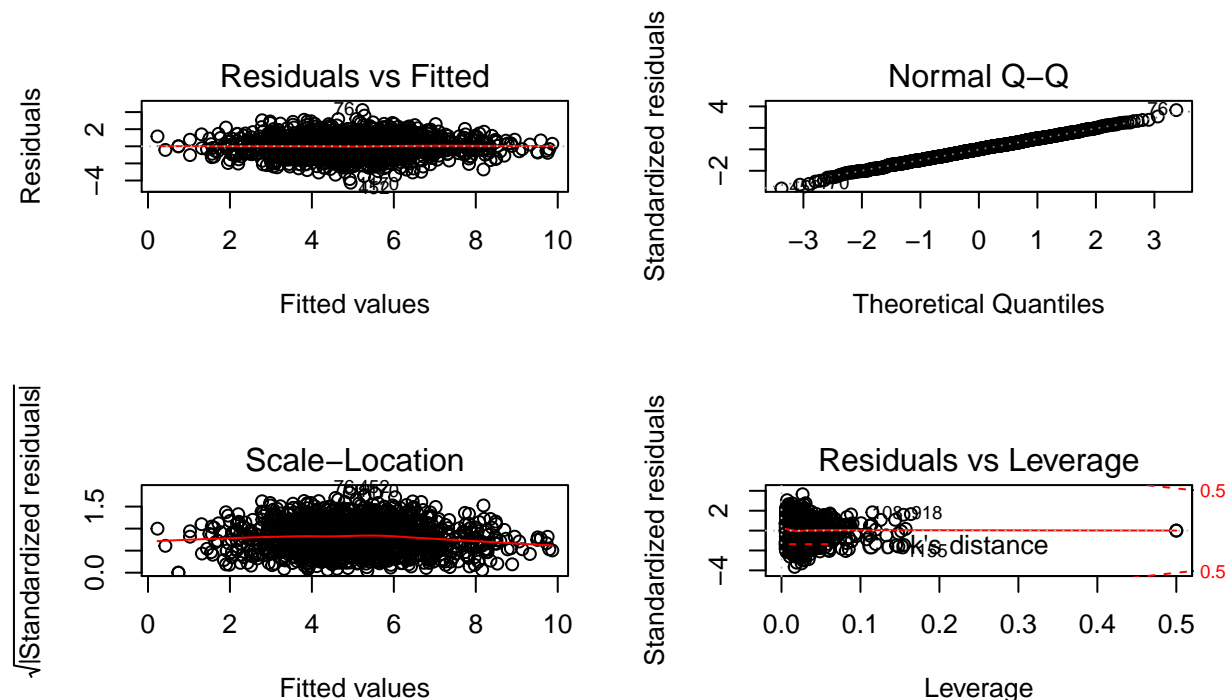 Residuals vs Fitted
Residuals
2
−4
76
0 2 4 6 8 10
Fitted values
Normal Q−Q
Standardized residuals
4
−2
76
−3 −2 −1 0 1 2 3
Theoretical Quantiles
Scale−Location
√|Standardized residuals|
1.5
0.0
0 2 4 6 8 10
Fitted values
Residuals vs Leverage
Standardized residuals
2
−4
918
distance
0.5
0.5
0.0 0.1 0.2 0.3 0.4 0.5
Leverage